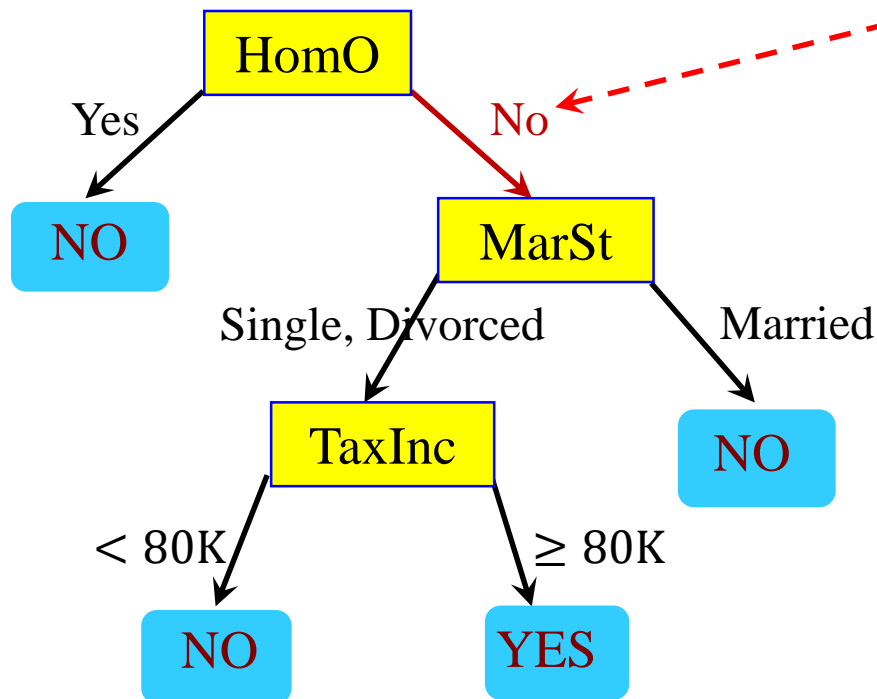 HomO
Yes
No
NO
MarSt
Single, Divorced
Married
TaxInc
NO
< 80K
≥ 80K
NO
YES